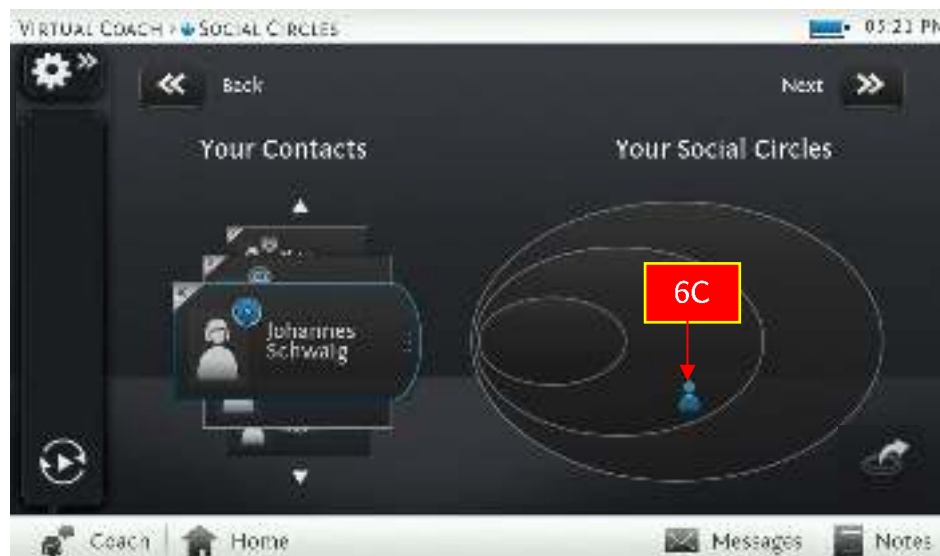 VIRTUAL COACH SOCIAL CIRCLES
05:21 PM
Back
Next
Your Contacts
Your Social Circles
6C
Johannes
Schwaig
Coach
Home
Messages
Notes